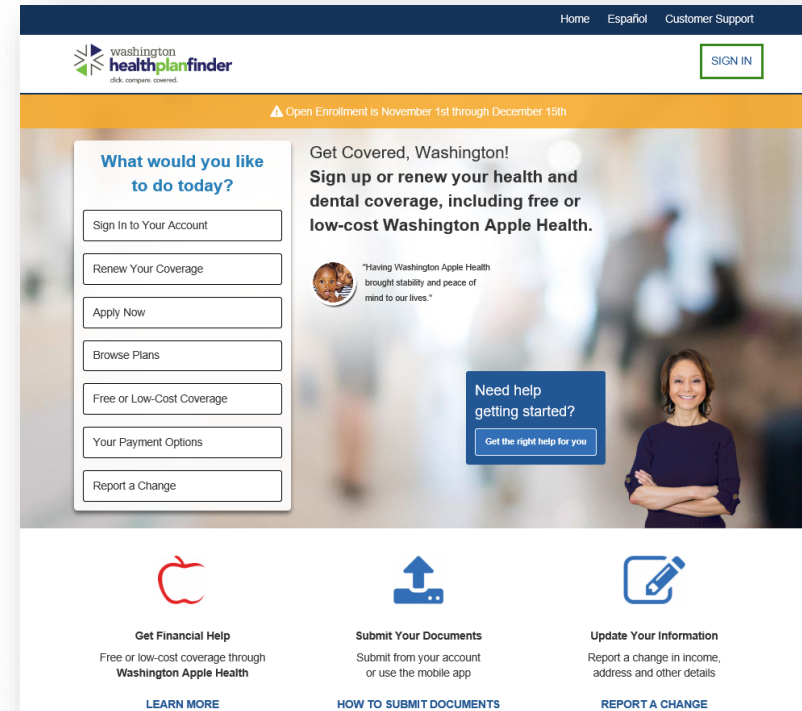 Home Español Customer Support
washington
healthplanfinder
click. compare. covered.
SIGN IN
Open Enrollment is November 1st through December 15th
What would you like
to do today?
Sign In to Your Account
Renew Your Coverage
Apply Now
Browse Plans
Free or Low-Cost Coverage
Your Payment Options
Report a Change
Get Covered, Washington!
Sign up or renew your health and
dental coverage, including free or
low-cost Washington Apple Health.
"Having Washington Apple Health
brought stability and peace of
mind to our lives."
Need help
getting started?
Get the right help for you
Get Financial Help
Free or low-cost coverage through
Washington Apple Health
LEARN MORE
Submit Your Documents
Submit from your account
or use the mobile app
HOW TO SUBMIT DOCUMENTS
Update Your Information
Report a change in income,
address and other details
REPORT A CHANGE